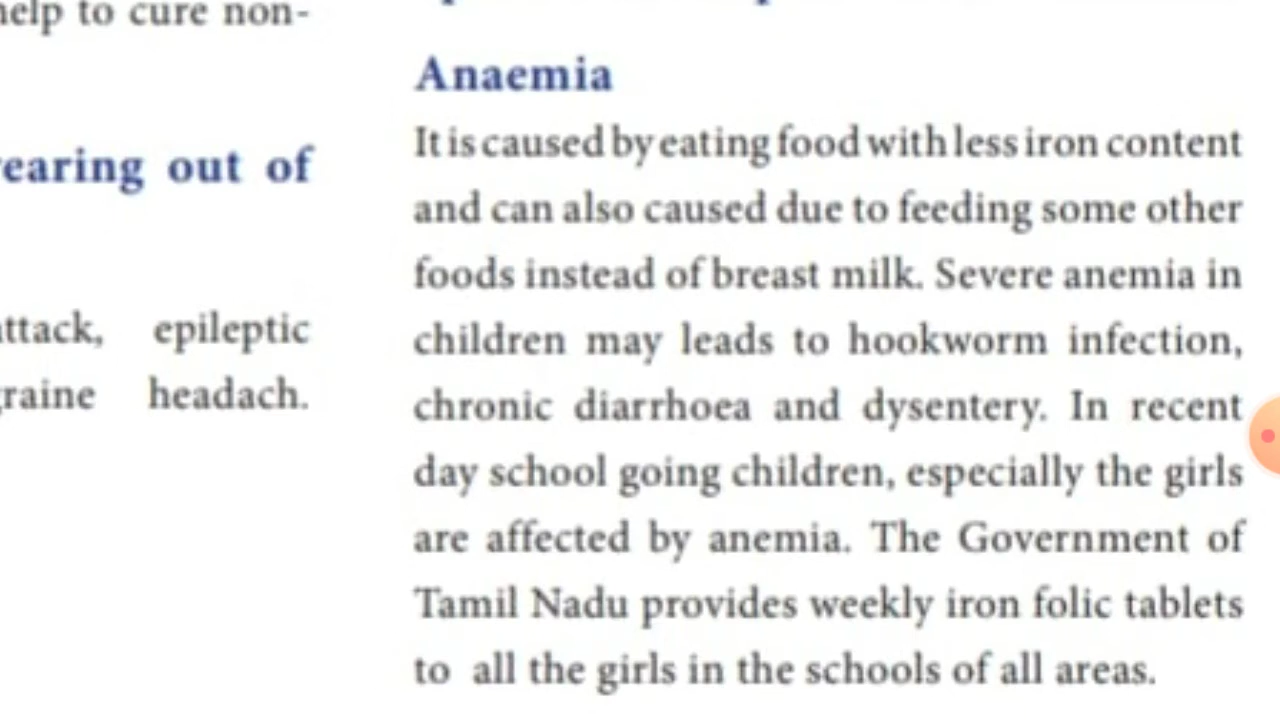 help to cure non-
out of
epileptic
headach.
Anaemia
It is caused by eating food with less iron content
and can also caused due to feeding some other
foods instead of breast milk. Severe anemia in
children may leads to hookworm infection,
chronic diarrhoea and dysentery. In recent
day school going children, especially the girls
are affected by anemia. The Government of
Tamil Nadu provides weekly iron folic tablets
to all the girls in the schools of all areas.